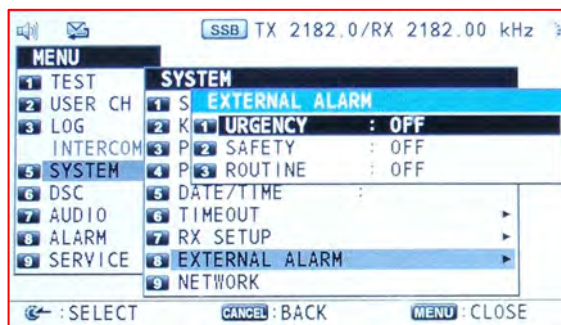 SSB TX 2182.0/RX 2182.00 kHz
MENU
1 TEST
2 USER CH
3 LOG
INTERCOM
5 SYSTEM
6 DSC
7 AUDIO
8 ALARM
9 SERVICE
SYSTEM
1 S
2 K
3 P
4 P
5 DATE/TIME :
6 TIMEOUT
7 RX SETUP
8 EXTERNAL ALARM
9 NETWORK
EXTERNAL ALARM
1 URGENCY : OFF
2 SAFETY : OFF
3 ROUTINE : OFF
: SELECT
CANCEL : BACK
MENU : CLOSE